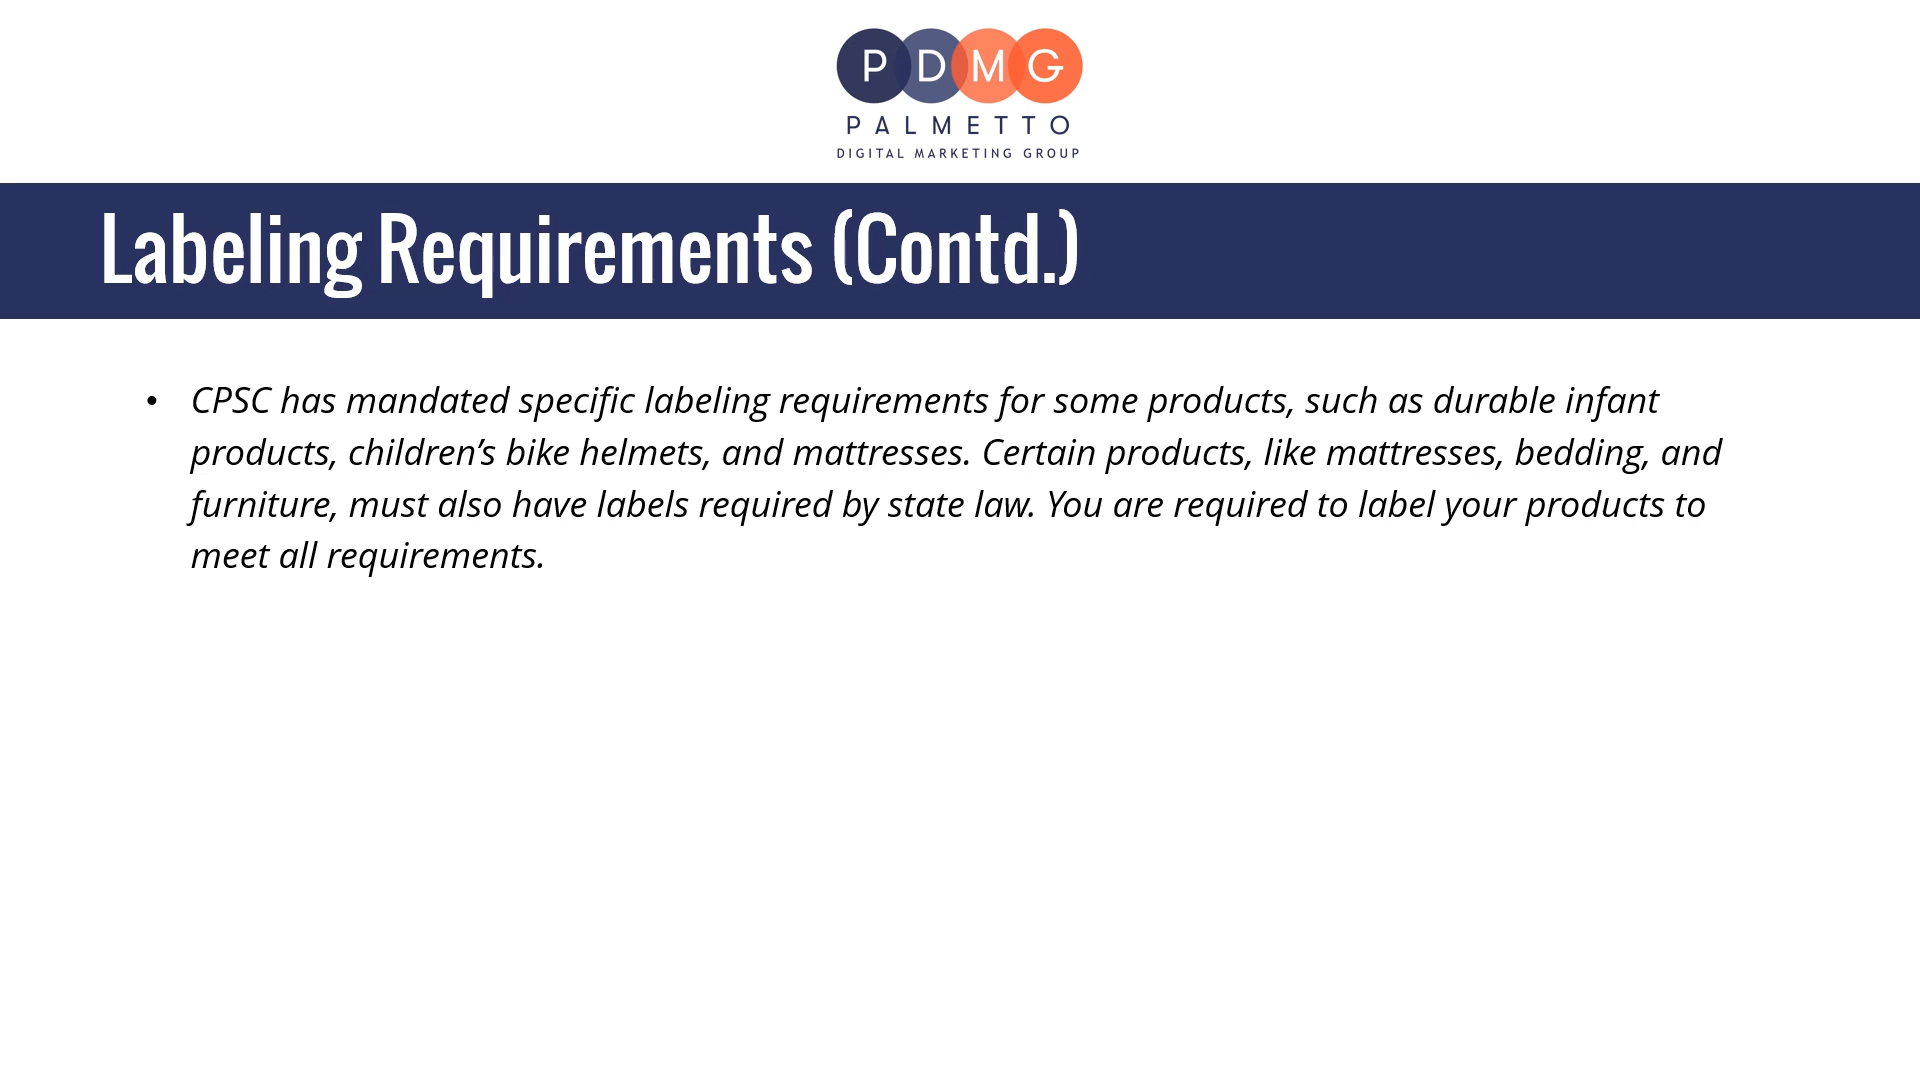 P D M G
PALMETTO
DIGITAL MARKETING GROUP
Labeling Requirements (Contd.)
• CPSC has mandated specific labeling requirements for some products, such as durable infant
products, children’s bike helmets, and mattresses. Certain products, like mattresses, bedding, and
furniture, must also have labels required by state law. You are required to label your products to
meet all requirements.